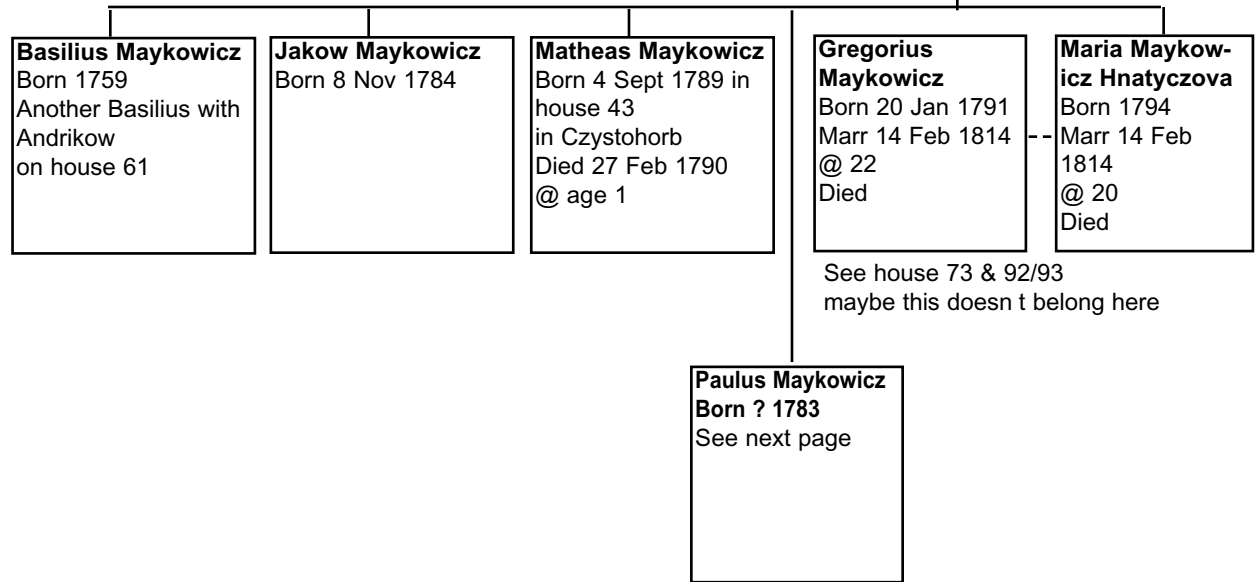 Basilius Maykowicz
Born 1759
Another Basilius with
Andrikow
on house 61
Jakow Maykowicz
Born 8 Nov 1784
Matheas Maykowicz
Born 4 Sept 1789 in
house 43
in Czystohorb
Died 27 Feb 1790
@ age 1
Gregorius
Maykowicz
Born 20 Jan 1791
Marr 14 Feb 1814
@ 22
Died
Maria Maykow-
icz Hnatyczova
Born 1794
Marr 14 Feb
1814
@ 20
Died
See house 73 & 92/93
maybe this doesn t belong here
Paulus Maykowicz
Born ? 1783
See next page